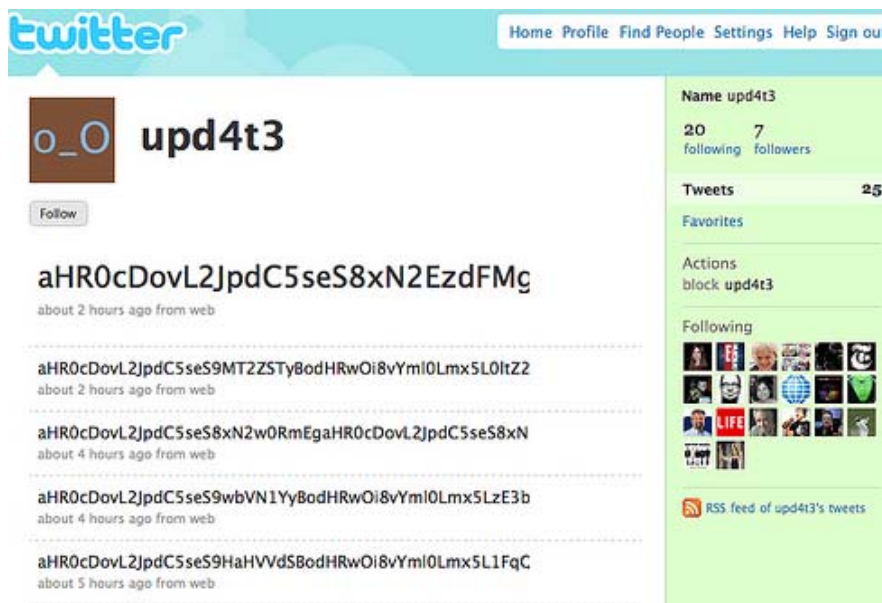 twitter
Home Profile Find People Settings Help Sign ou
o_O
upd4t3
Follow
aHR0cDovL2JpdC5seS8xN2EzdFMg
about 2 hours ago from web
aHR0cDovL2JpdC5seS9MT2ZSTyBodHRwOi8vYml0Lmx5L0ltZ2
about 2 hours ago from web
aHR0cDovL2JpdC5seS8xN2w0RmEgaHR0cDovL2JpdC5seS8xN
about 4 hours ago from web
aHR0cDovL2JpdC5seS9wbVN1YyBodHRwOi8vYml0Lmx5LzE3b
about 4 hours ago from web
aHR0cDovL2JpdC5seS9HaHVVdSBodHRwOi8vYml0Lmx5L1FqC
about 5 hours ago from web
Name upd4t3
20 7
following followers
Tweets 25
Favorites
Actions
block upd4t3
Following
LIFE
RSS feed of upd4t3's tweets